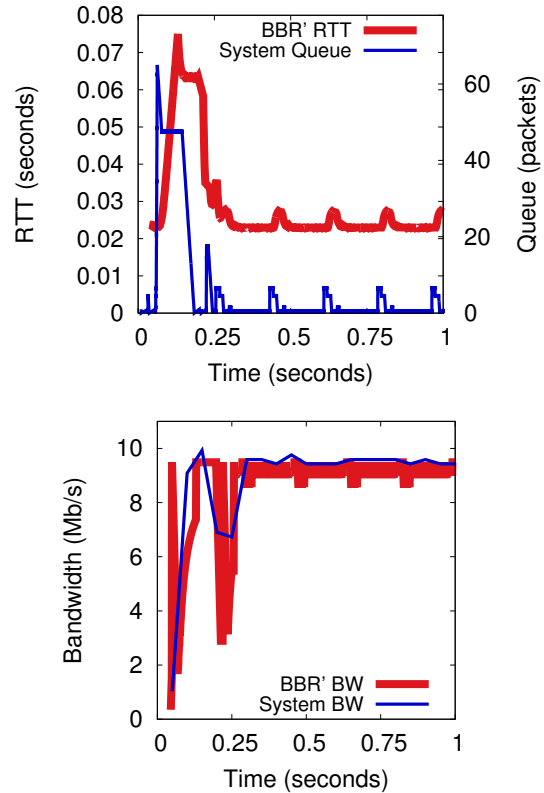 BBR' RTT
System Queue
0.08
0.07
0.06
0.05
0.04
0.03
0.02
0.01
0
RTT (seconds)
60
40
20
0
Queue (packets)
0 0.25 0.5 0.75 1
Time (seconds)
10
8
6
4
2
0
Bandwidth (Mb/s)
BBR' BW
System BW
0 0.25 0.5 0.75 1
Time (seconds)